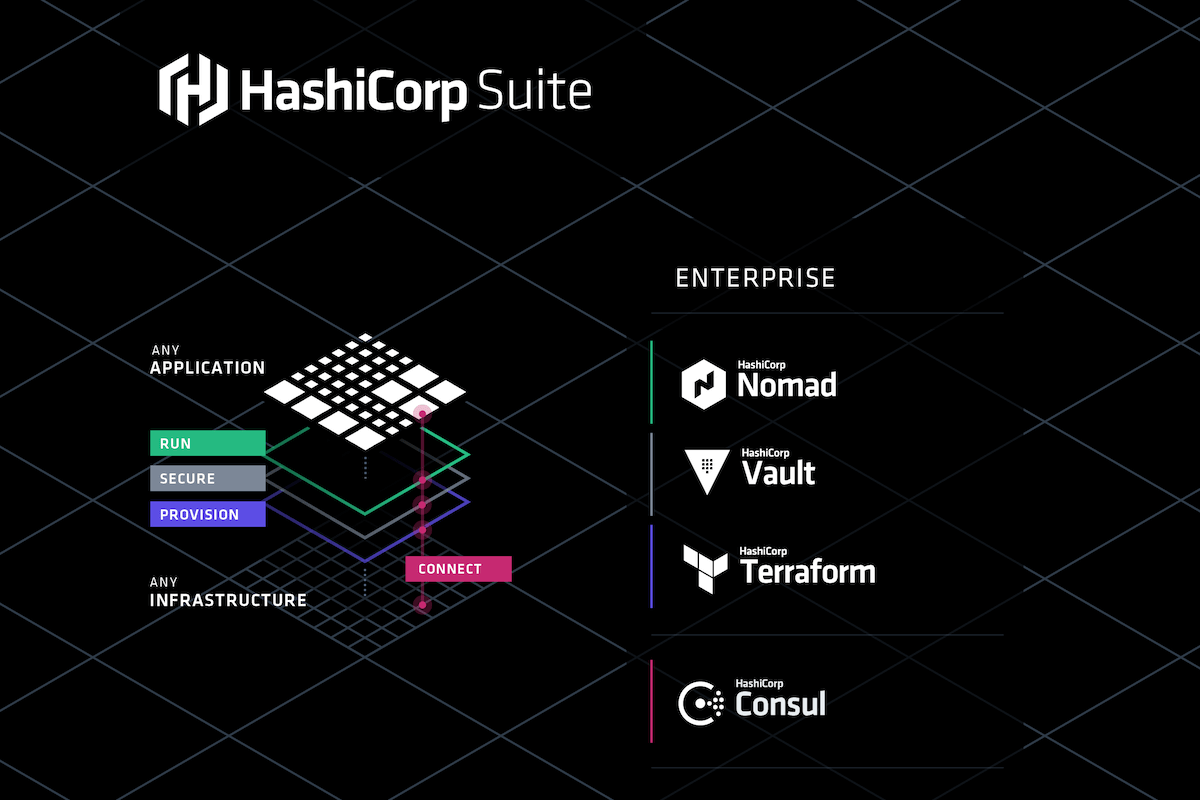 HashiCorp Suite
ANY
APPLICATION
RUN
SECURE
PROVISION
CONNECT
ANY
INFRASTRUCTURE
ENTERPRISE
HashiCorp
Nomad
HashiCorp
Vault
HashiCorp
Terraform
HashiCorp
Consul